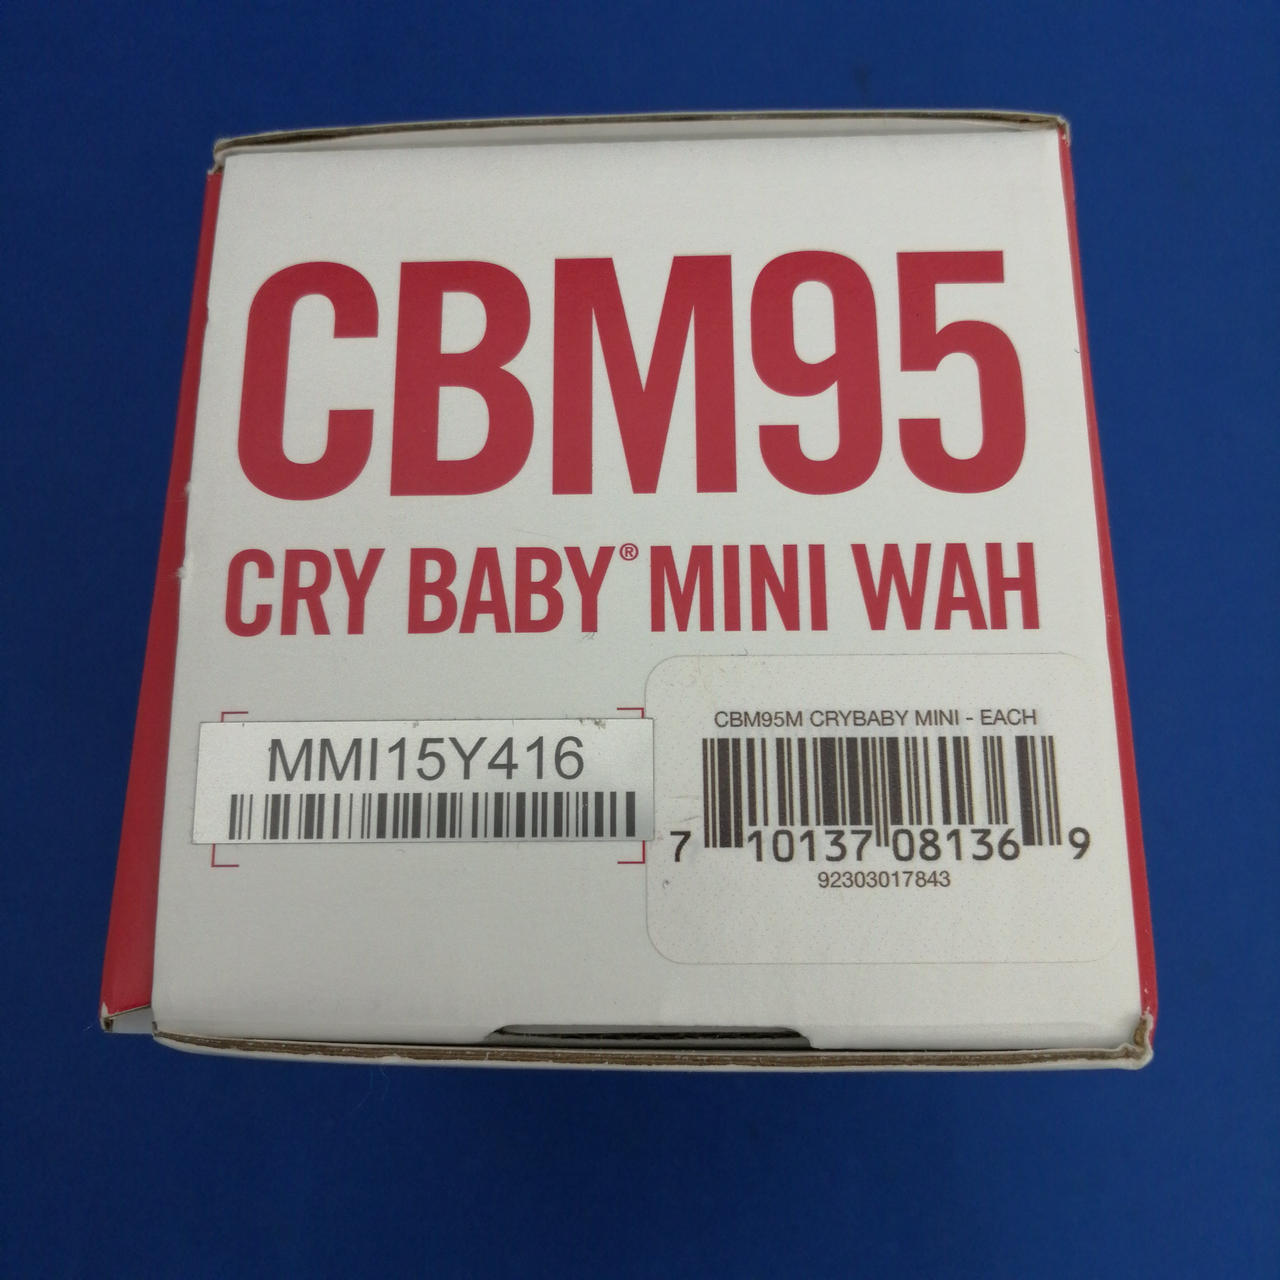 CBM95
CRY BABY® MINI WAH
MMI15Y416
CBM95M CRYBABY MINI - EACH
7 10137 08136 9
92303017843